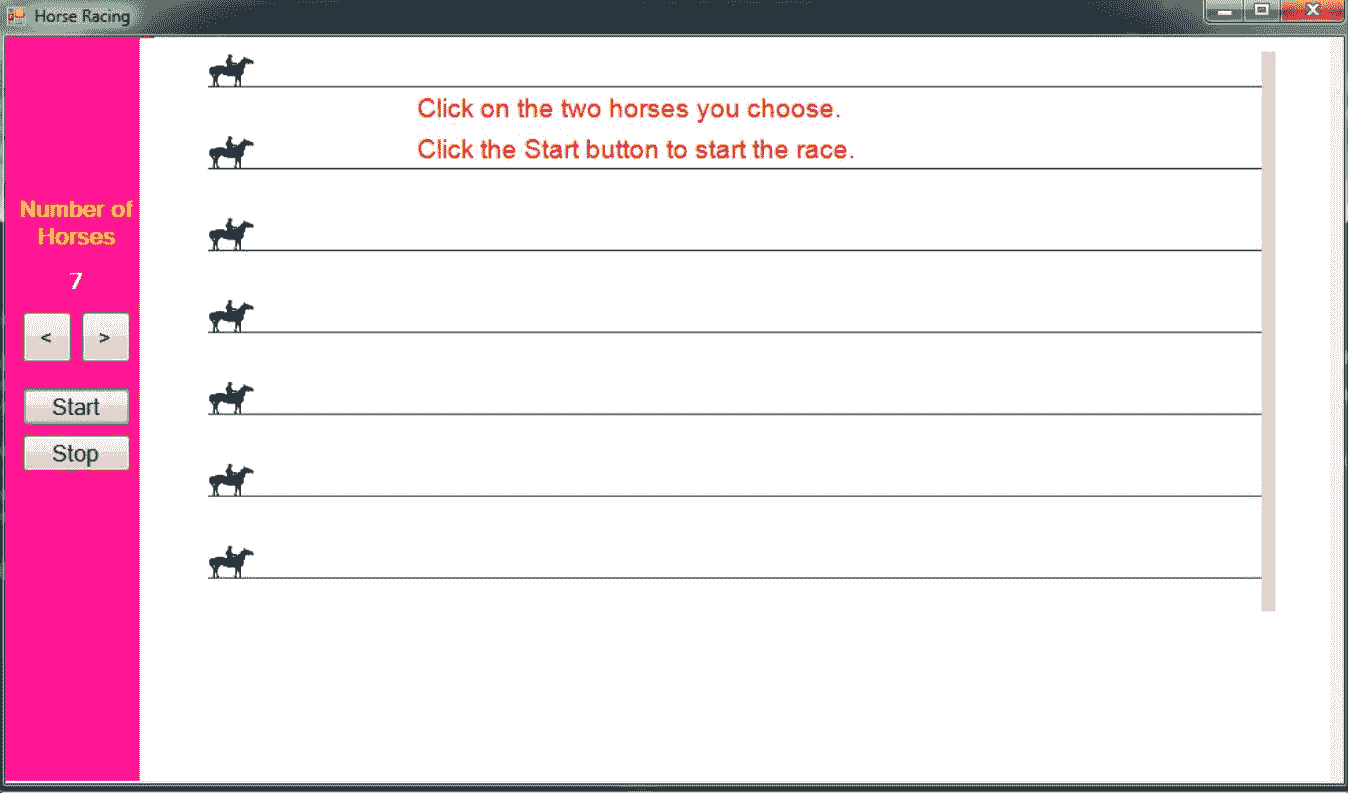 Horse Racing
Click on the two horses you choose.
Click the Start button to start the race.
Number of
Horses
7
< >
Start
Stop